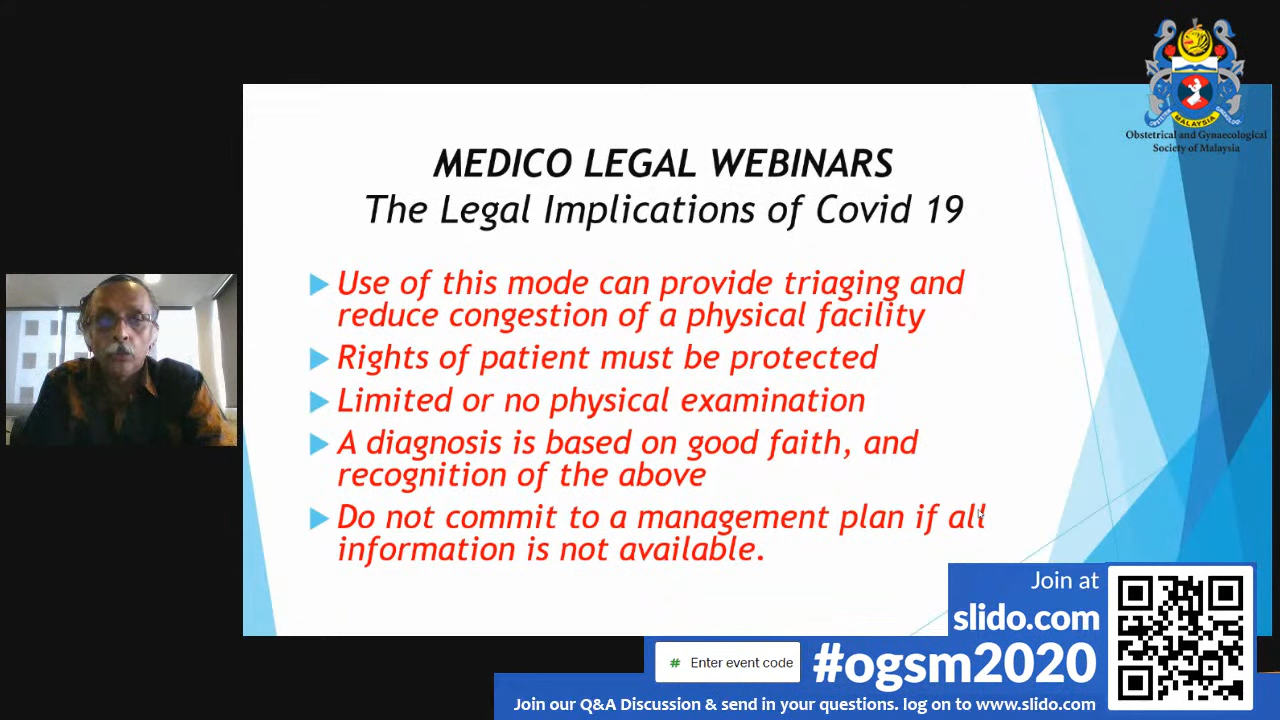 MALAYSIA
Obstetrical and Gynaecological
Society of Malaysia
MEDICO LEGAL WEBINARS
The Legal Implications of Covid 19
Use of this mode can provide triaging and
reduce congestion of a physical facility
Rights of patient must be protected
Limited or no physical examination
A diagnosis is based on good faith, and
recognition of the above
Do not commit to a management plan if all
information is not available.
Join at
slido.com
# Enter event code
#ogsm2020
Join our Q&A Discussion & send in your questions. log on to www.slido.com